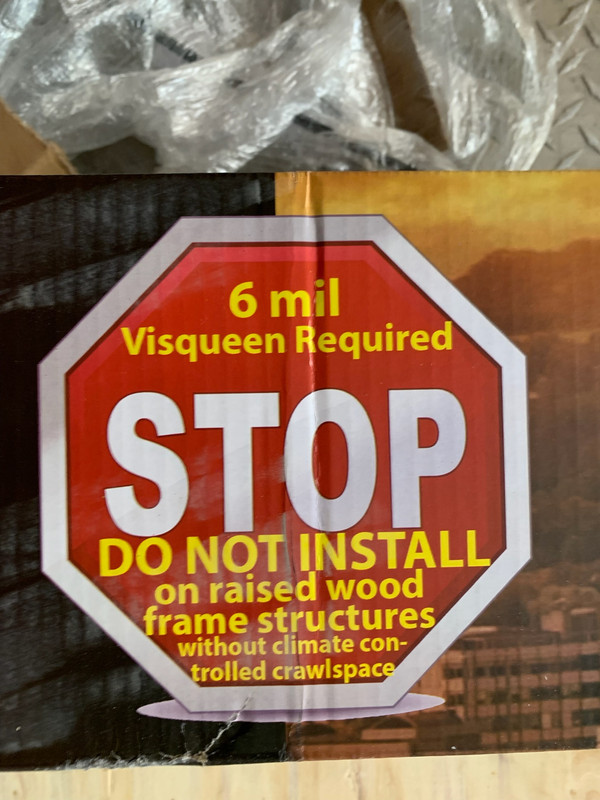 6 mil
Visqueen Required
STOP
DO NOT INSTALL
on raised wood
frame structures
without climate con-
trolled crawlspace